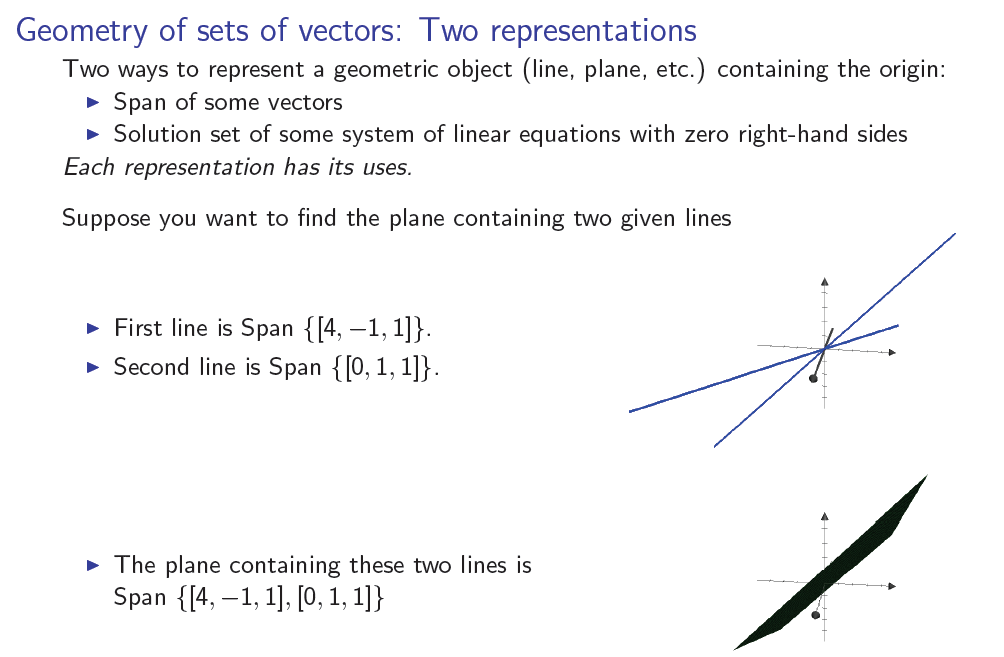 Geometry of sets of vectors: Two representations
Two ways to represent a geometric object (line, plane, etc.) containing the origin:
▶ Span of some vectors
▶ Solution set of some system of linear equations with zero right-hand sides
Each representation has its uses.
Suppose you want to find the plane containing two given lines
▶ First line is Span {[4, −1, 1]}.
▶ Second line is Span {[0, 1, 1]}.
▶ The plane containing these two lines is
Span {[4, −1, 1], [0, 1, 1]}